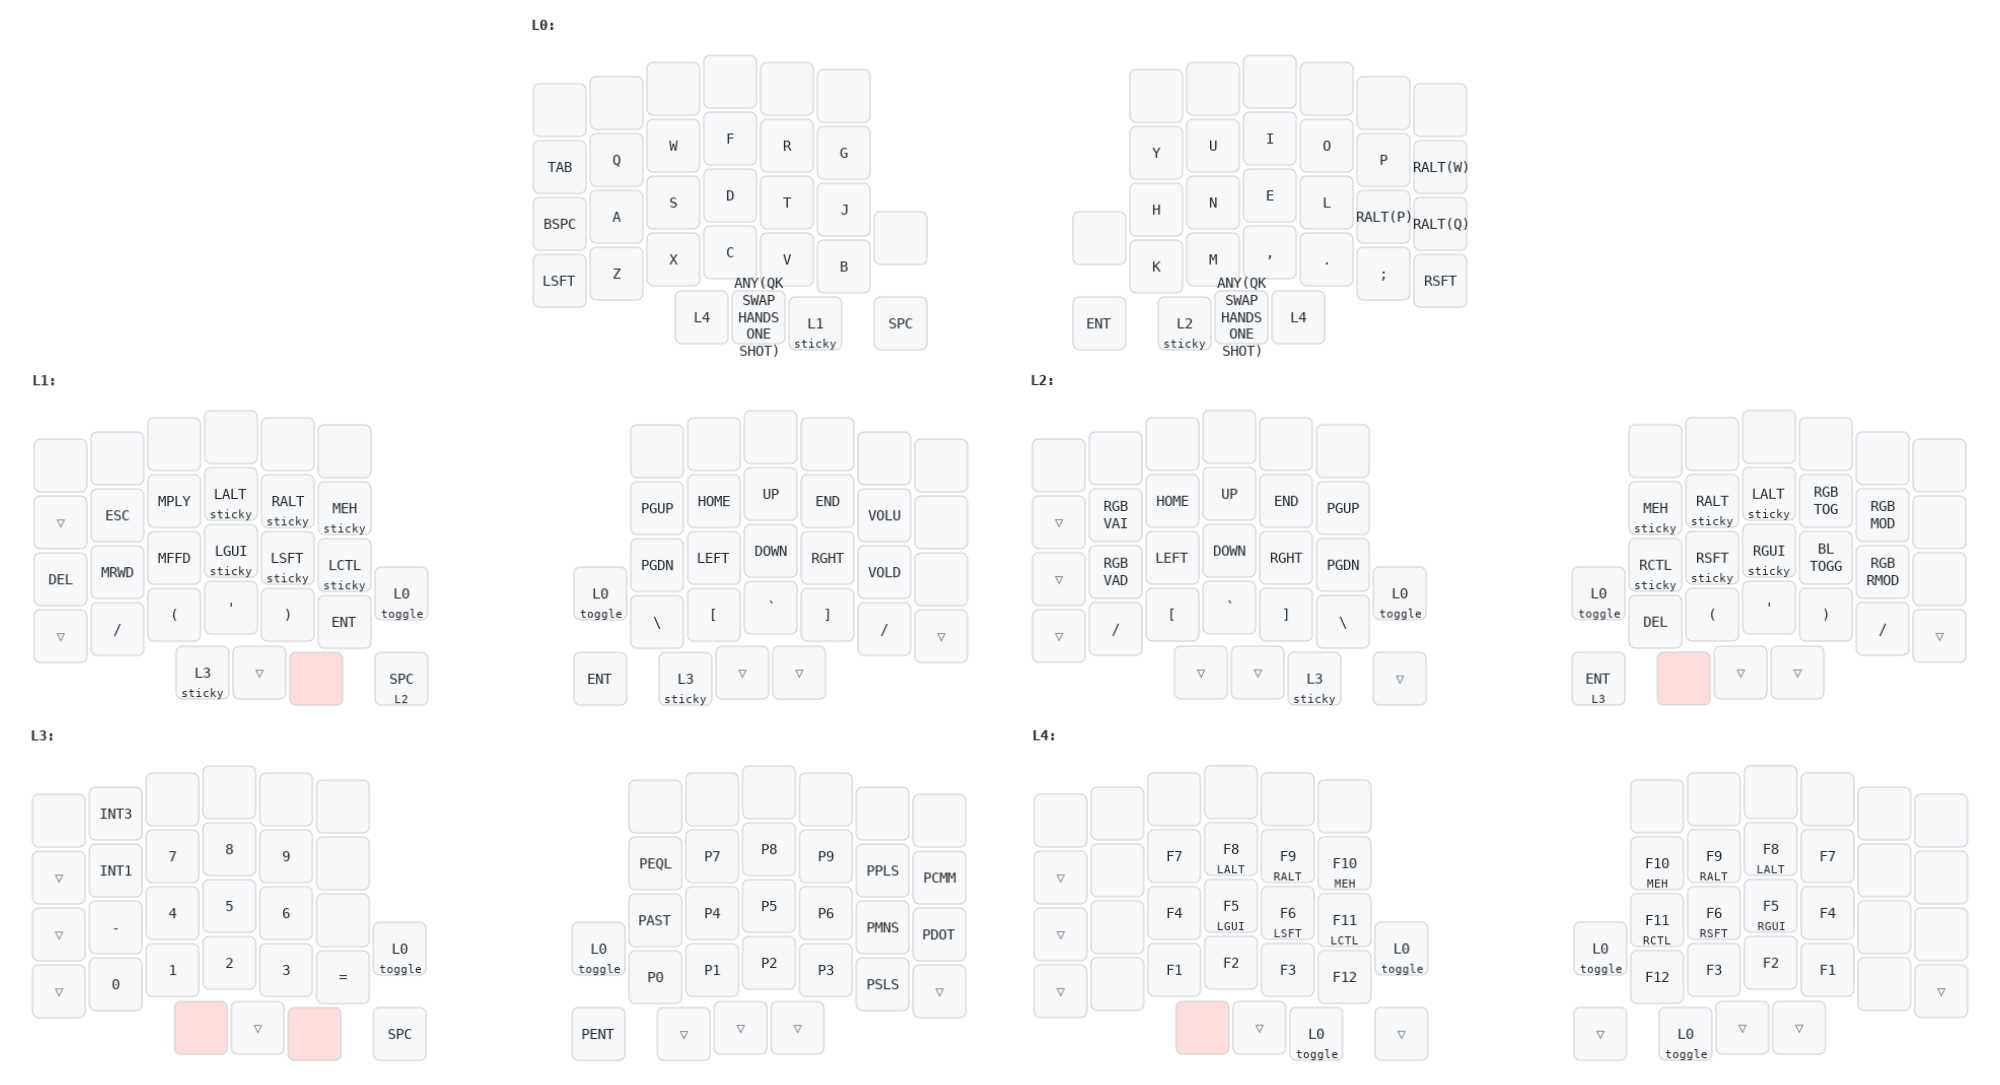 L0:
F
I
W
R
U
O
G
Y
Q
P
TAB
RALT(W)
D
E
S
T
N
L
J
H
A
RALT(P)
BSPC
RALT(Q)
C
,
X
V
M
.
B
K
Z
;
LSFT
RSFT
L4
ANY(QK
SWAP
HANDS
ONE
SHOT)
L1
sticky
SPC
ENT
L2
sticky
ANY(QK
SWAP
HANDS
ONE
SHOT)
L4
L1:
▽
ESC
MPLY
LALT
sticky
RALT
sticky
MEH
sticky
PGUP
HOME
UP
END
VOLU
DEL
MRWD
MFFD
LGUI
sticky
LSFT
sticky
LCTL
sticky
L0
toggle
L0
toggle
PGDN
LEFT
DOWN
RGHT
VOLD
▽
/
(
'
)
ENT
\
[
`
]
/
▽
L3
sticky
▽
SPC
L2
ENT
L3
sticky
▽
▽
L2:
▽
RGB
VAI
HOME
UP
END
PGUP
MEH
sticky
RALT
sticky
LALT
sticky
RGB
TOG
RGB
MOD
▽
RGB
VAD
LEFT
DOWN
RGHT
PGDN
L0
toggle
L0
toggle
RCTL
sticky
RSFT
sticky
RGUI
sticky
BL
TOGG
RGB
RMOD
▽
/
[
`
]
\
DEL
(
'
)
/
▽
▽
▽
L3
sticky
▽
ENT
L3
▽
▽
L3:
INT3
▽
INT1
7
8
9
PEQL
P7
P8
P9
PPLS
PCMM
▽
-
4
5
6
L0
toggle
L0
toggle
PAST
P4
P5
P6
PMNS
PDOT
▽
0
1
2
3
=
P0
P1
P2
P3
PSLS
▽
▽
SPC
PENT
▽
▽
▽
L4:
▽
F7
F8
LALT
F9
RALT
F10
MEH
F10
MEH
F9
RALT
F8
LALT
F7
▽
F4
F5
LGUI
F6
LSFT
F11
LCTL
L0
toggle
L0
toggle
F11
RCTL
F6
RSFT
F5
RGUI
F4
▽
F1
F2
F3
F12
F12
F3
F2
F1
▽
▽
L0
toggle
▽
▽
L0
toggle
▽
▽